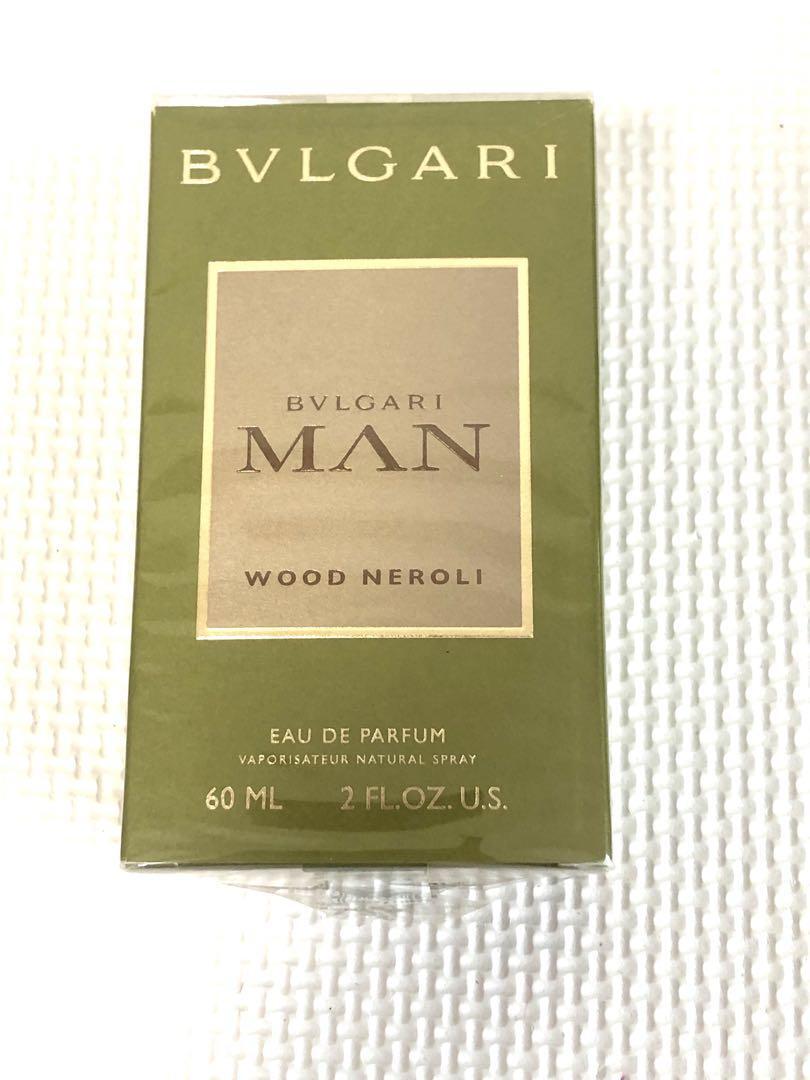 BVLGARI
BVLGARI
MAN
WOOD NEROLI
EAU DE PARFUM
VAPORISATEUR NATURAL SPRAY
60 ML 2 FL.OZ. U.S.